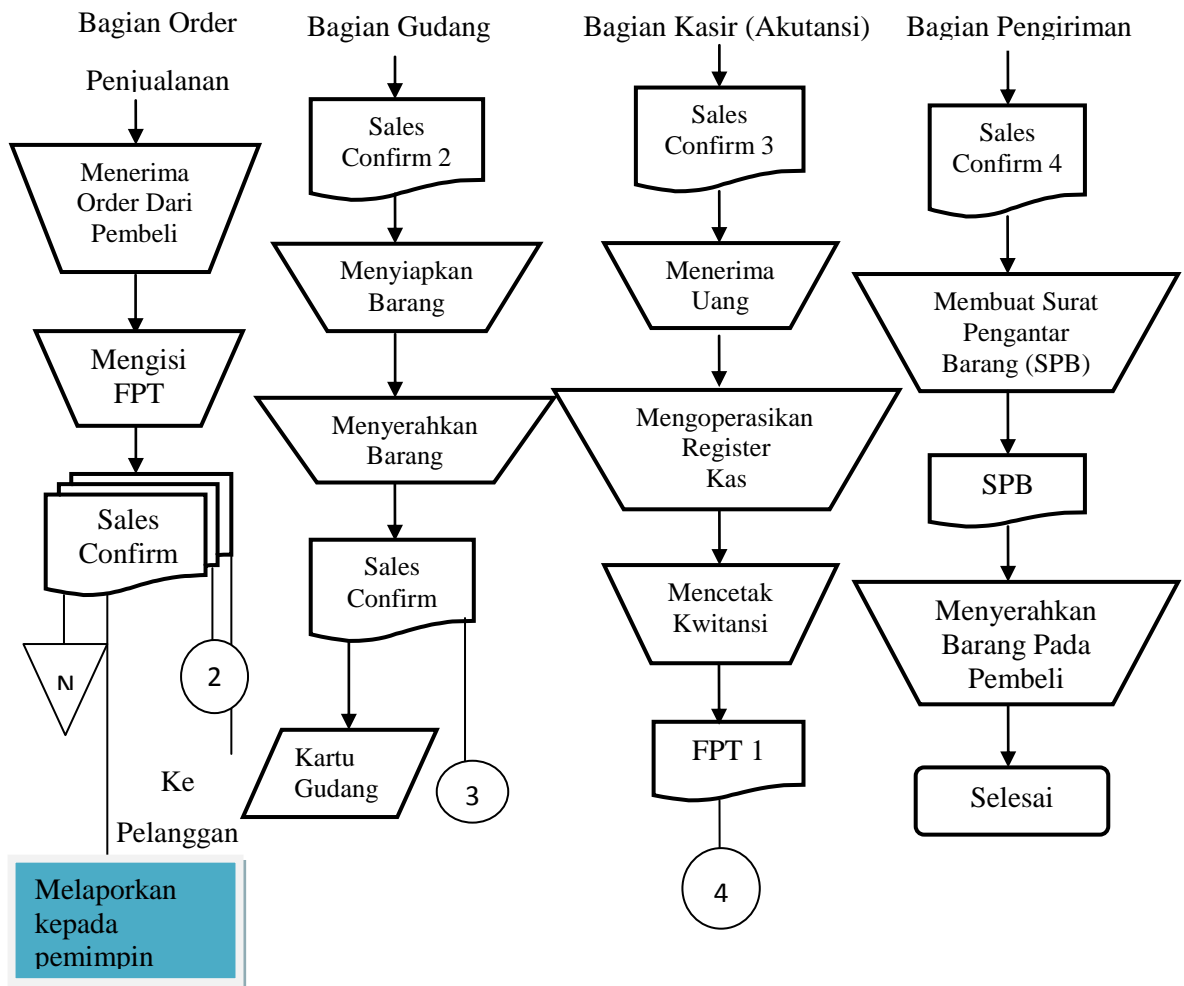 Bagian Order
Penjualanan
Menerima
Order Dari
Pembeli
Mengisi
FPT
Sales
Confirm
N
2
Ke
Pelanggan
Melaporkan
kepada
pemimpin
Bagian Gudang
Sales
Confirm 2
Menyiapkan
Barang
Menyerahkan
Barang
Sales
Confirm
Kartu
Gudang
3
Bagian Kasir (Akutansi)
Sales
Confirm 3
Menerima
Uang
Mengoperasikan
Register
Kas
Mencetak
Kwitansi
FPT 1
4
Bagian Pengiriman
Sales
Confirm 4
Membuat Surat
Pengantar
Barang (SPB)
SPB
Menyerahkan
Barang Pada
Pembeli
Selesai